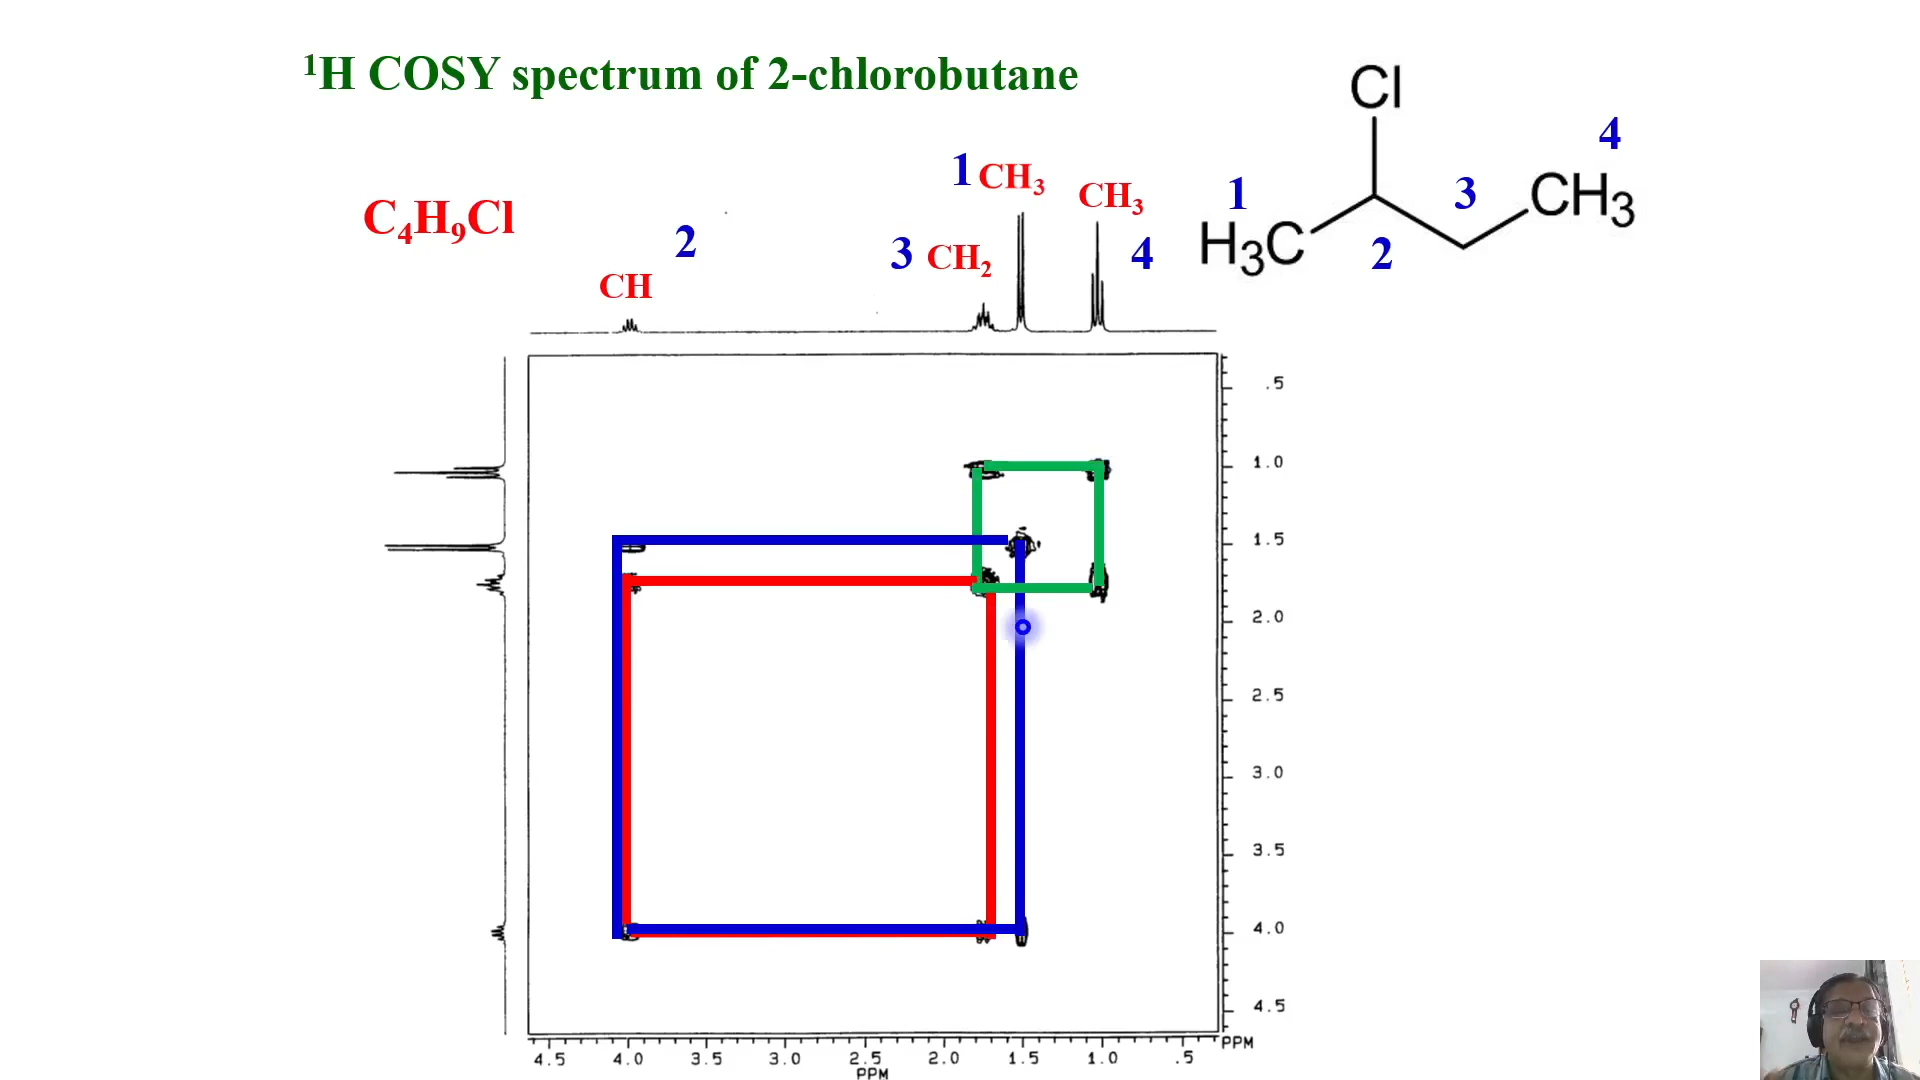 ¹H COSY spectrum of 2-chlorobutane
C₄H₉Cl
2
CH
3 CH₂
1 CH₃
CH₃
4
Cl
4
1
3
CH₃
H₃C
2
.5
1.0
1.5
2.0
2.5
3.0
3.5
4.0
4.5
PPM
4.5 4.0 3.5 3.0 2.5 2.0 1.5 1.0 .5
PPM